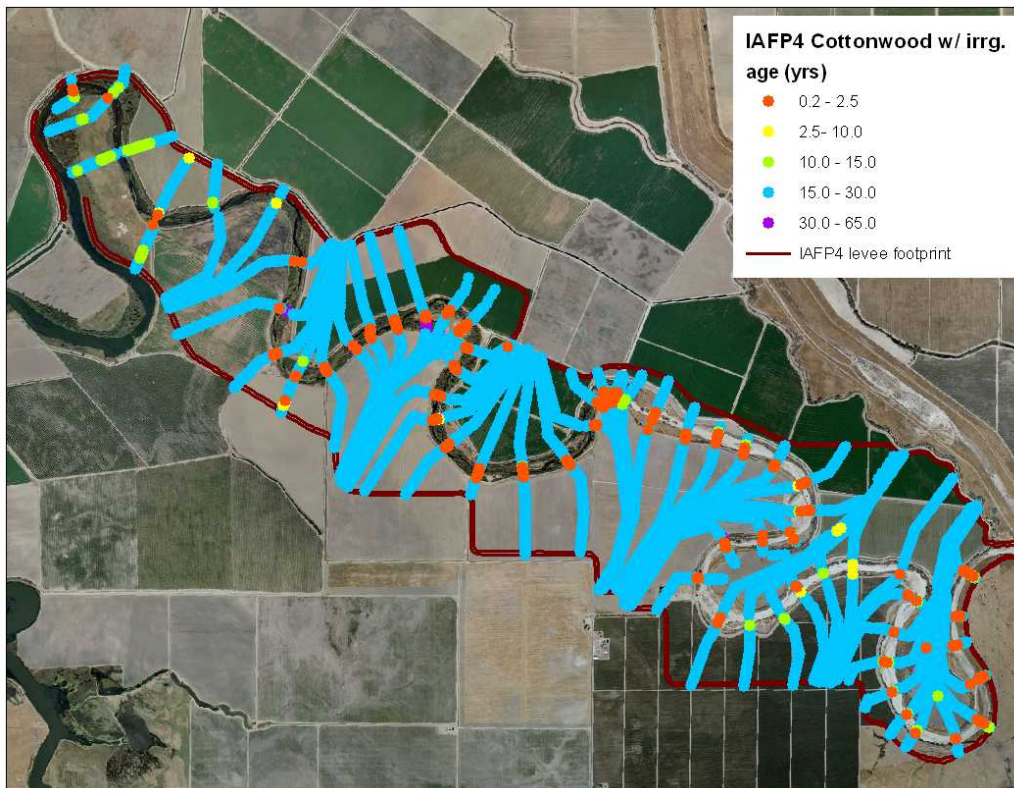 IAFP4 Cottonwood w/ irrg.
age (yrs)
0.2 - 2.5
2.5- 10.0
10.0 - 15.0
15.0 - 30.0
30.0 - 65.0
IAFP4 levee footprint